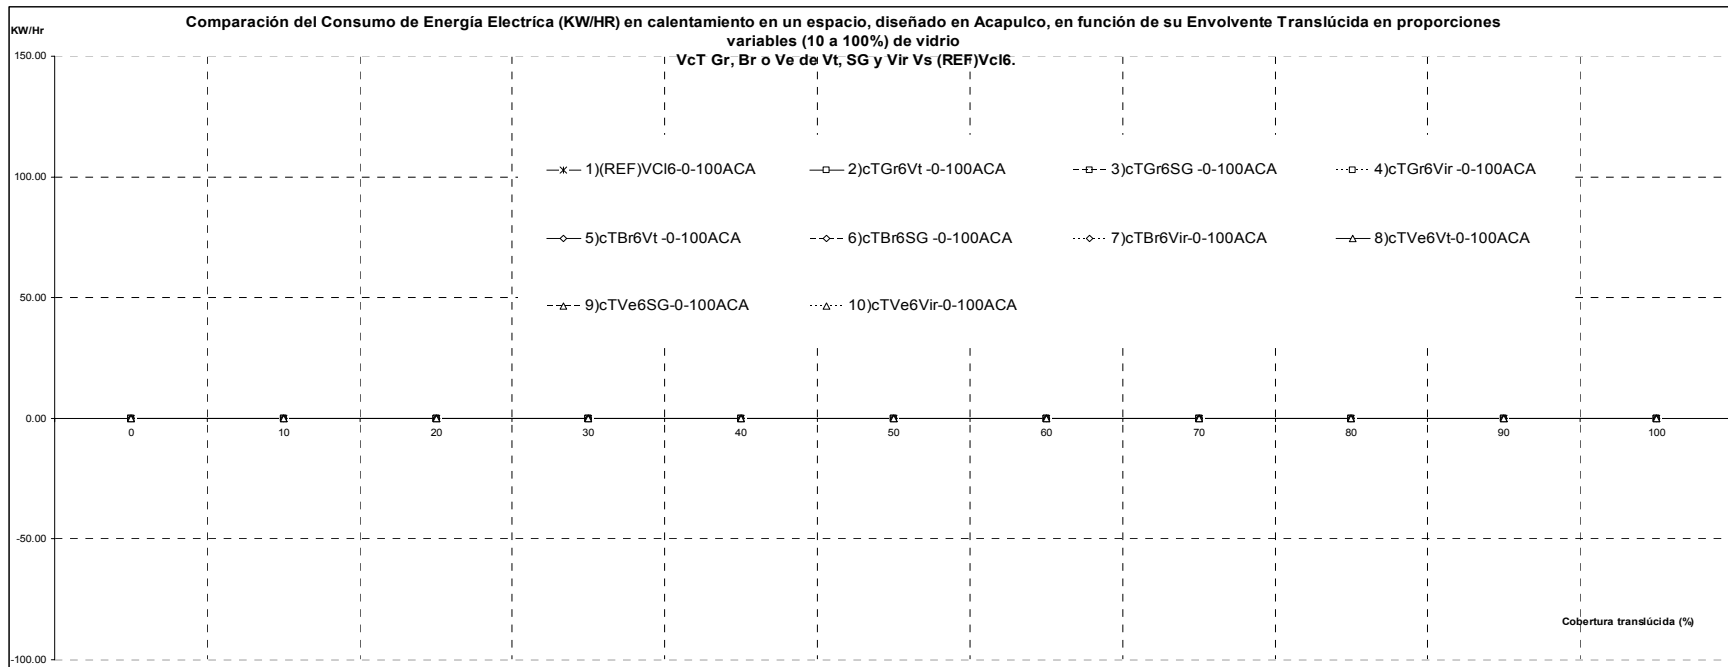 Comparación del Consumo de Energía Electríca (KW/HR) en calentamiento en un espacio, diseñado en Acapulco, en función de su Envolvente Translúcida en proporciones
variables (10 a 100%) de vidrio
VcT Gr, Br o Ve de Vt, SG y Vir Vs (REF)Vcl6.
KW/Hr
150.00
100.00
1)(REF)VCl6-0-100ACA 2)cTGr6Vt -0-100ACA 3)cTGr6SG -0-100ACA 4)cTGr6Vir -0-100ACA
5)cTBr6Vt -0-100ACA 6)cTBr6SG -0-100ACA 7)cTBr6Vir-0-100ACA 8)cTVe6Vt-0-100ACA
50.00
9)cTVe6SG-0-100ACA 10)cTVe6Vir-0-100ACA
0.00
0 10 20 30 40 50 60 70 80 90 100
-50.00
Cobertura translúcida (%)
-100.00